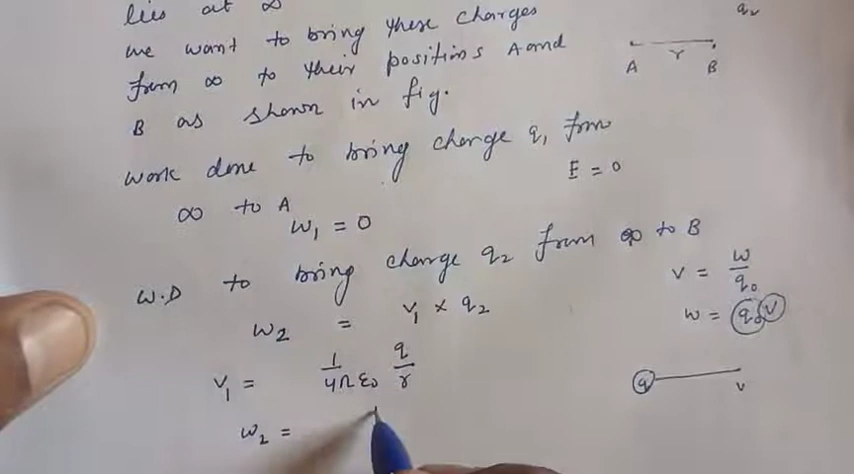 lies at ∞
q₂
we want to bring these charges
from ∞ to their positions A and
A r B
B as shown in fig.
work done to bring charge q₁ from
∞ to A
E = 0
W₁ = 0
W.D to bring charge q₂ from ∞ to B
V = W/q₀
W₂ = V₁ × q₂
W = q₀V
V₁ = 1/4πε₀ q/r
q v
W₂ =